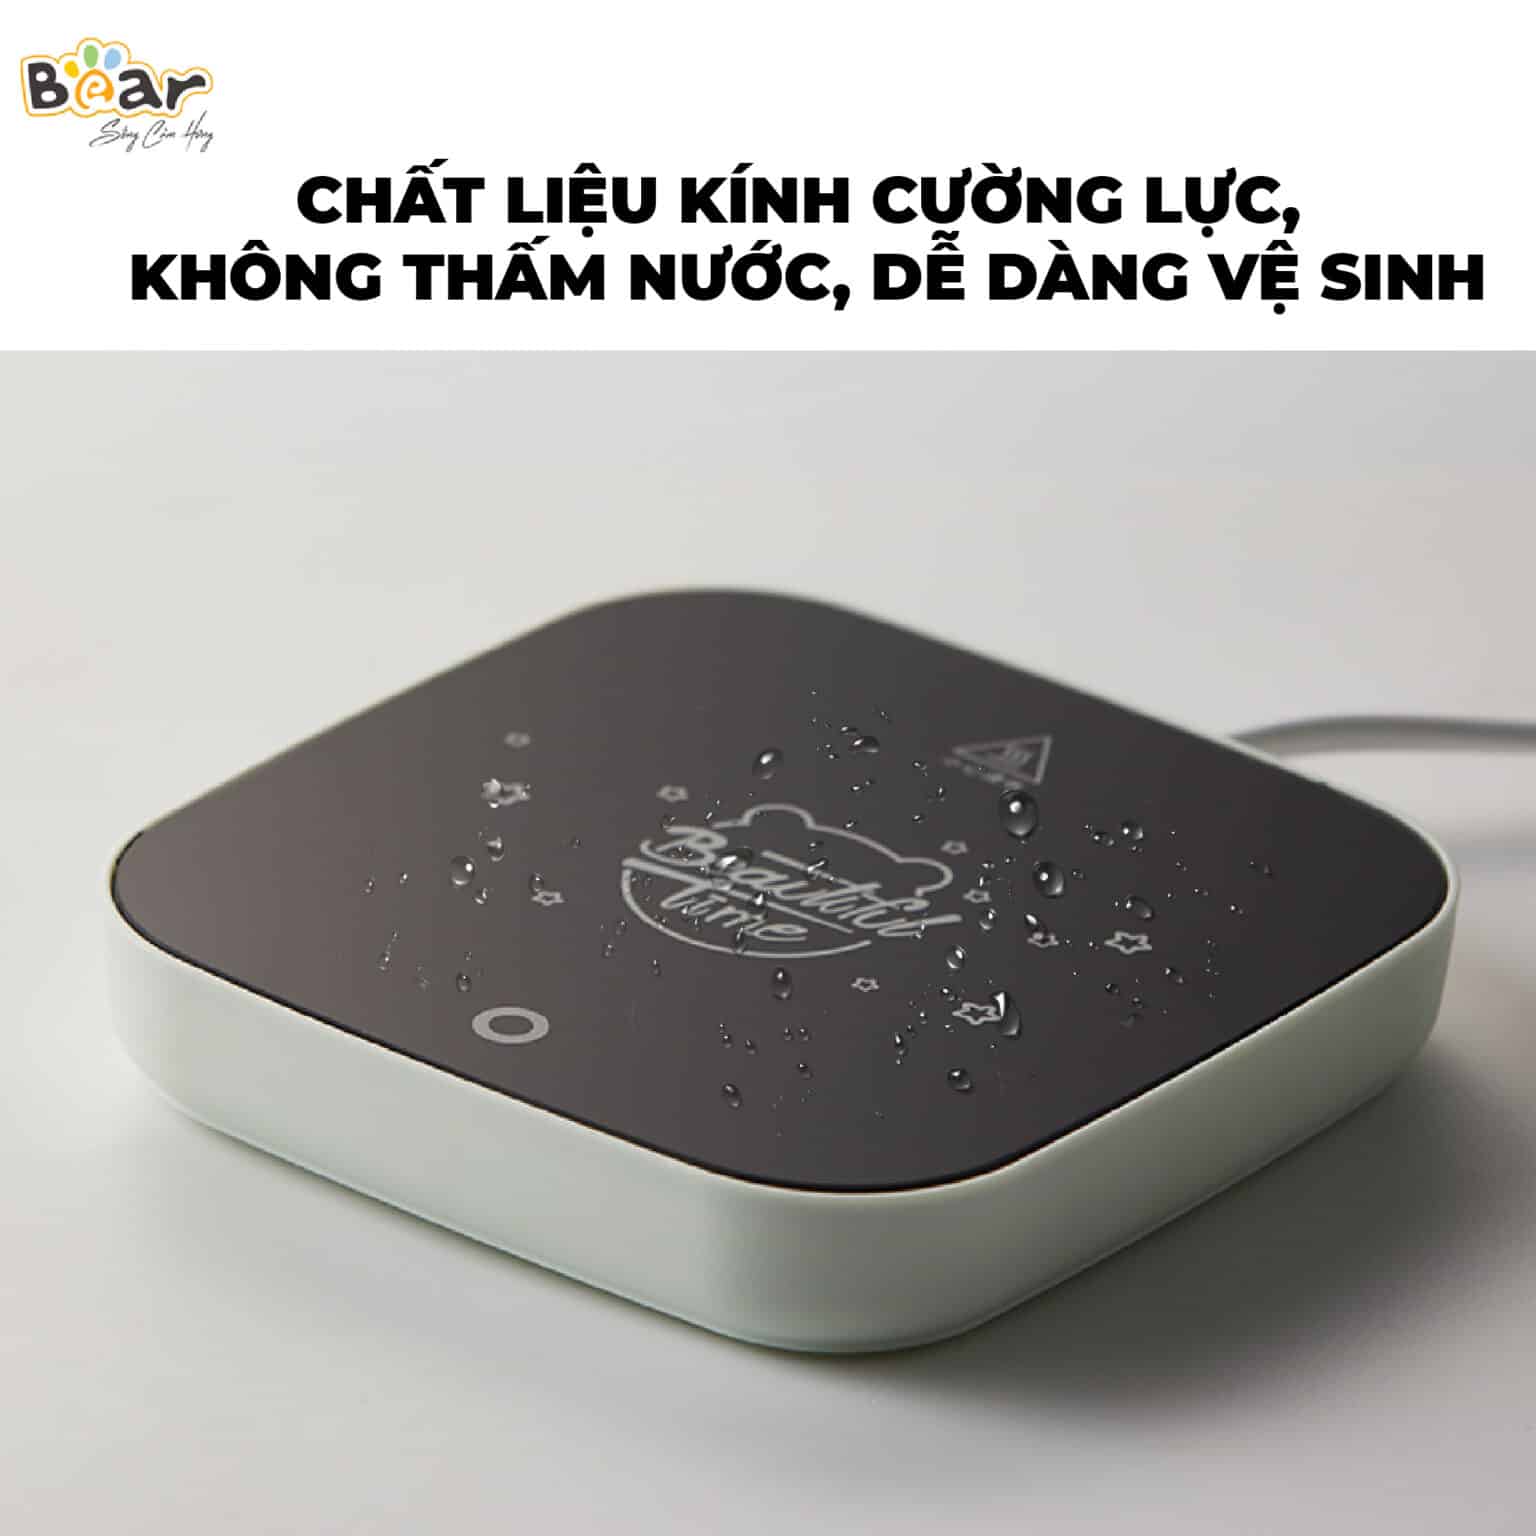 Bear
Sống Cảm Hứng
CHẤT LIỆU KÍNH CƯỜNG LỰC,
KHÔNG THẤM NƯỚC, DỄ DÀNG VỆ SINH
Beautiful
Time